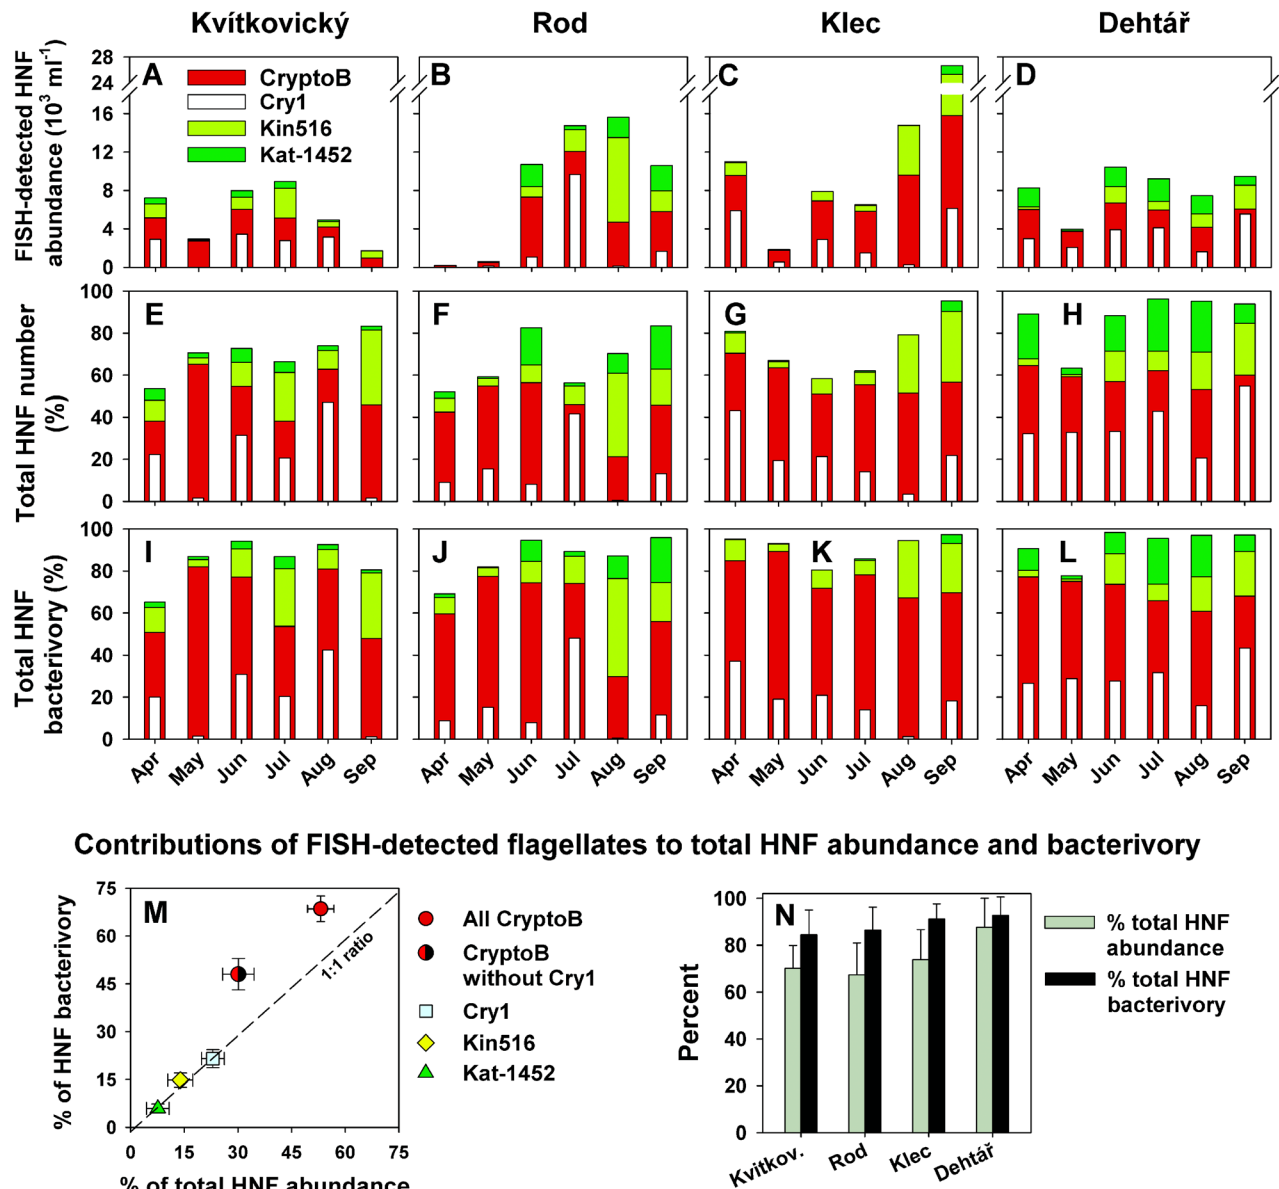 Kvítkovický Rod Klec Dehtář
FISH-detected HNF
abundance (10³ ml⁻¹)
28
24
16
12
8
4
0
A
CryptoB
Cry1
Kin516
Kat-1452
B
C
D
Total HNF number
(%)
100
80
60
40
20
0
E
F
G
H
Total HNF
bacterivory (%)
100
80
60
40
20
0
I
J
K
L
Apr May Jun Jul Aug Sep
Apr May Jun Jul Aug Sep
Apr May Jun Jul Aug Sep
Apr May Jun Jul Aug Sep
Contributions of FISH-detected flagellates to total HNF abundance and bacterivory
% of HNF bacterivory
75
60
45
30
15
0
M
1:1 ratio
0 15 30 45 60 75
% of total HNF abundance
All CryptoB
CryptoB
without Cry1
Cry1
Kin516
Kat-1452
Percent
100
80
60
40
20
0
N
Kvitkov. Rod Klec Dehtář
% total HNF
abundance
% total HNF
bacterivory